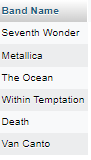 Band Name
Seventh Wonder
Metallica
The Ocean
Within Temptation
Death
Van Canto